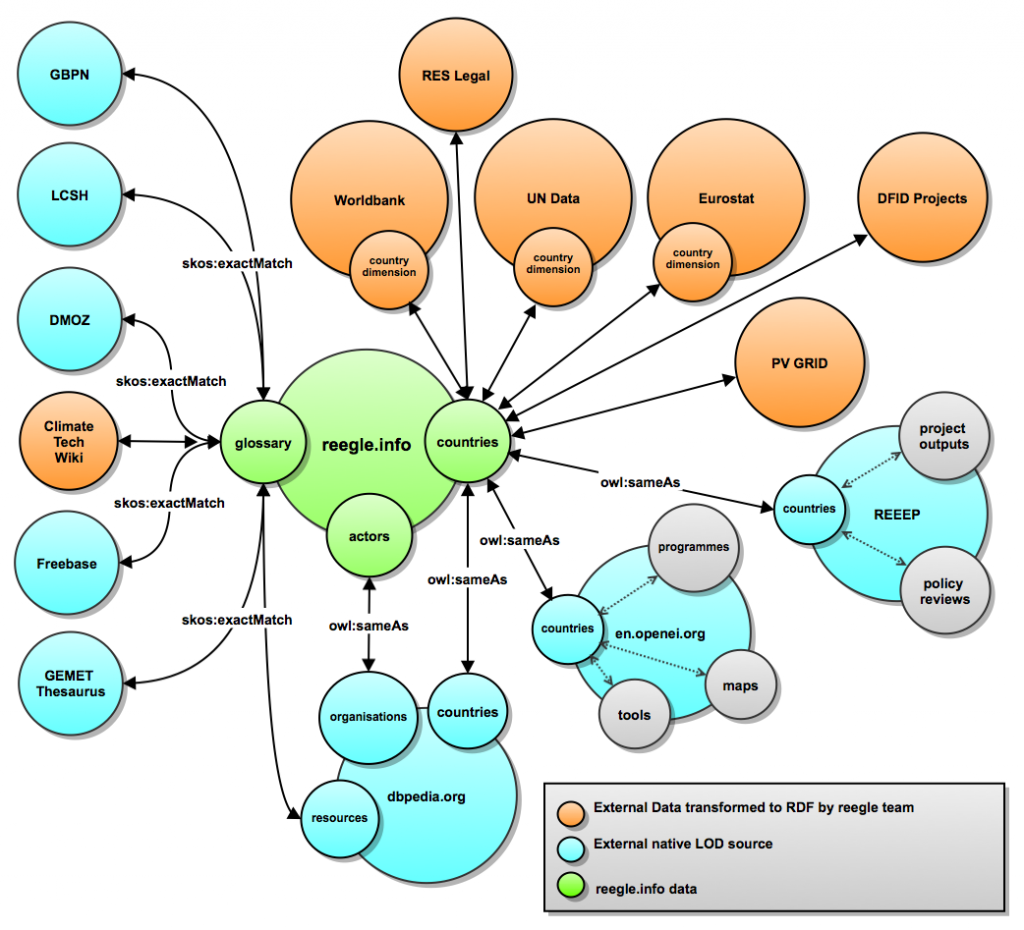 GBPN
RES Legal
LCSH
Worldbank
UN Data
Eurostat
DFID Projects
country
dimension
country
dimension
country
dimension
skos:exactMatch
DMOZ
PV GRID
skos:exactMatch
Climate
Tech
Wiki
glossary
reegle.info
countries
project
outputs
skos:exactMatch
owl:sameAs
countries
REEEP
Freebase
actors
owl:sameAs
programmes
policy
reviews
owl:sameAs
skos:exactMatch
owl:sameAs
countries
en.openei.org
GEMET
Thesaurus
organisations
countries
tools
maps
dbpedia.org
resources
External Data transformed to RDF by reegle team
External native LOD source
reegle.info data